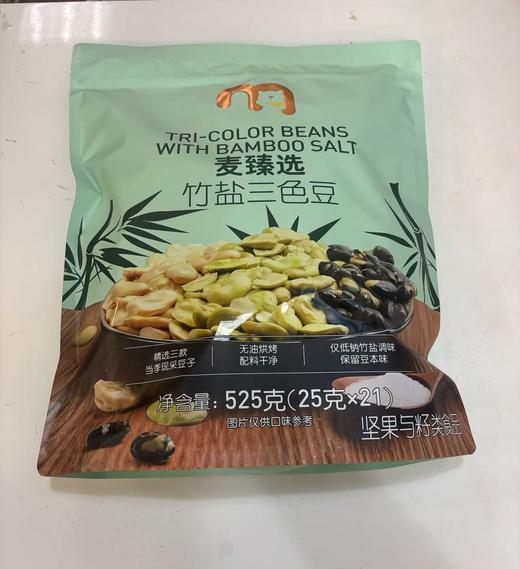 TRI-COLOR BEANS
WITH BAMBOO SALT
麦臻选
竹盐三色豆
精选三款
当季现采豆子
无油烘烤
配料干净
仅低钠竹盐调味
保留豆本味
净含量: 525克(25克×21)
图片仅供口味参考
坚果与籽类食品